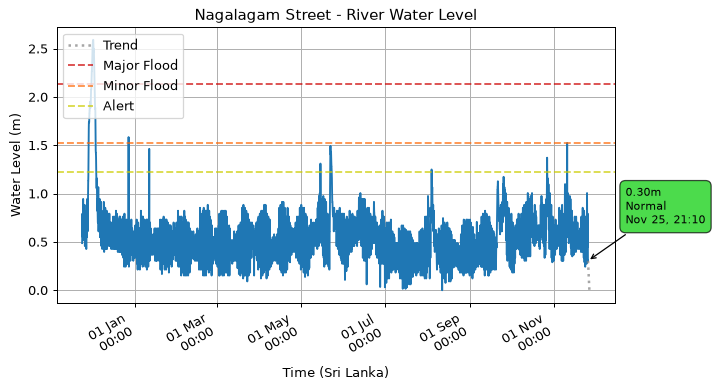 Nagalagam Street - River Water Level
Trend
Major Flood
Minor Flood
Alert
Water Level (m)
2.5
2.0
1.5
1.0
0.5
0.0
0.30m
Normal
Nov 25, 21:10
01 Jan
00:00
01 Mar
00:00
01 May
00:00
01 Jul
00:00
01 Sep
00:00
01 Nov
00:00
Time (Sri Lanka)